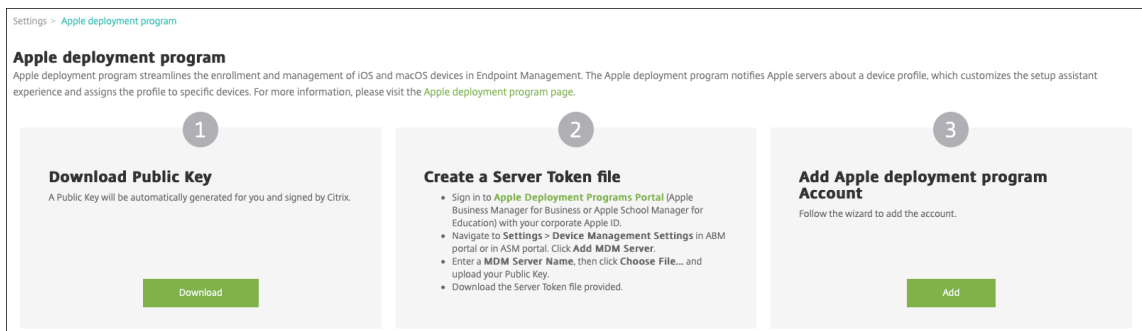 Settings > Apple deployment program
Apple deployment program
Apple deployment program streamlines the enrollment and management of iOS and macOS devices in Endpoint Management. The Apple deployment program notifies Apple servers about a device profile, which customizes the setup assistant
experience and assigns the profile to specific devices. For more information, please visit the Apple deployment program page.
1
Download Public Key
A Public Key will be automatically generated for you and signed by Citrix.
Download
2
Create a Server Token file
• Sign in to Apple Deployment Programs Portal (Apple
Business Manager for Business or Apple School Manager for
Education) with your corporate Apple ID.
• Navigate to Settings > Device Management Settings in ABM
portal or in ASM portal. Click Add MDM Server.
• Enter a MDM Server Name, then click Choose File... and
upload your Public Key.
• Download the Server Token file provided.
3
Add Apple deployment program
Account
Follow the wizard to add the account.
Add